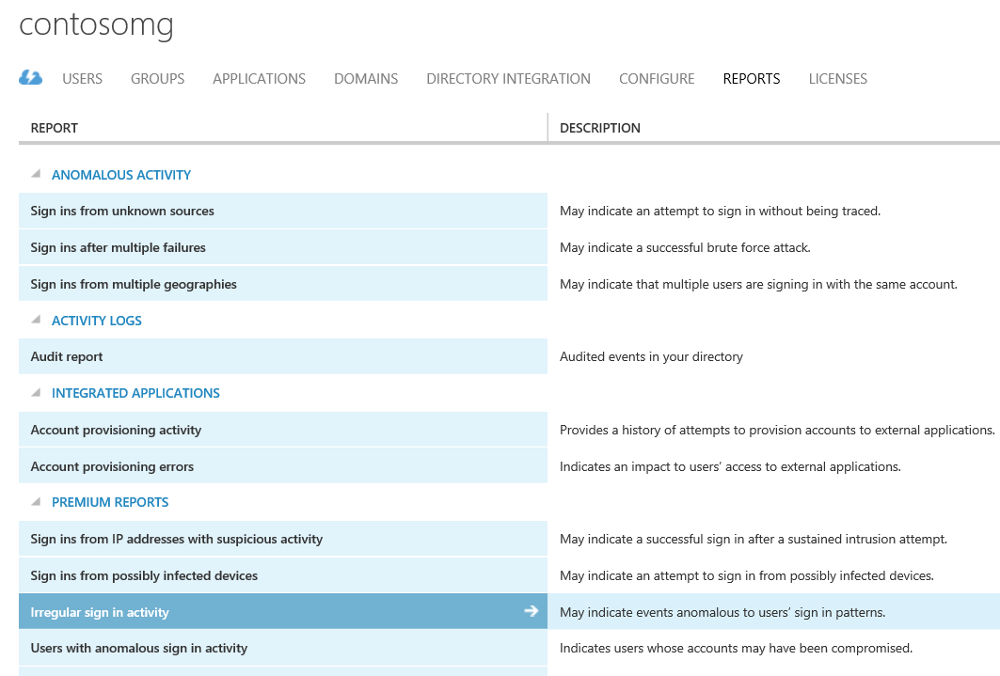 contosomg
USERS GROUPS APPLICATIONS DOMAINS DIRECTORY INTEGRATION CONFIGURE REPORTS LICENSES
REPORT DESCRIPTION
ANOMALOUS ACTIVITY
Sign ins from unknown sources May indicate an attempt to sign in without being traced.
Sign ins after multiple failures May indicate a successful brute force attack.
Sign ins from multiple geographies May indicate that multiple users are signing in with the same account.
ACTIVITY LOGS
Audit report Audited events in your directory
INTEGRATED APPLICATIONS
Account provisioning activity Provides a history of attempts to provision accounts to external applications.
Account provisioning errors Indicates an impact to users’ access to external applications.
PREMIUM REPORTS
Sign ins from IP addresses with suspicious activity May indicate a successful sign in after a sustained intrusion attempt.
Sign ins from possibly infected devices May indicate an attempt to sign in from possibly infected devices.
Irregular sign in activity May indicate events anomalous to users’ sign in patterns.
Users with anomalous sign in activity Indicates users whose accounts may have been compromised.